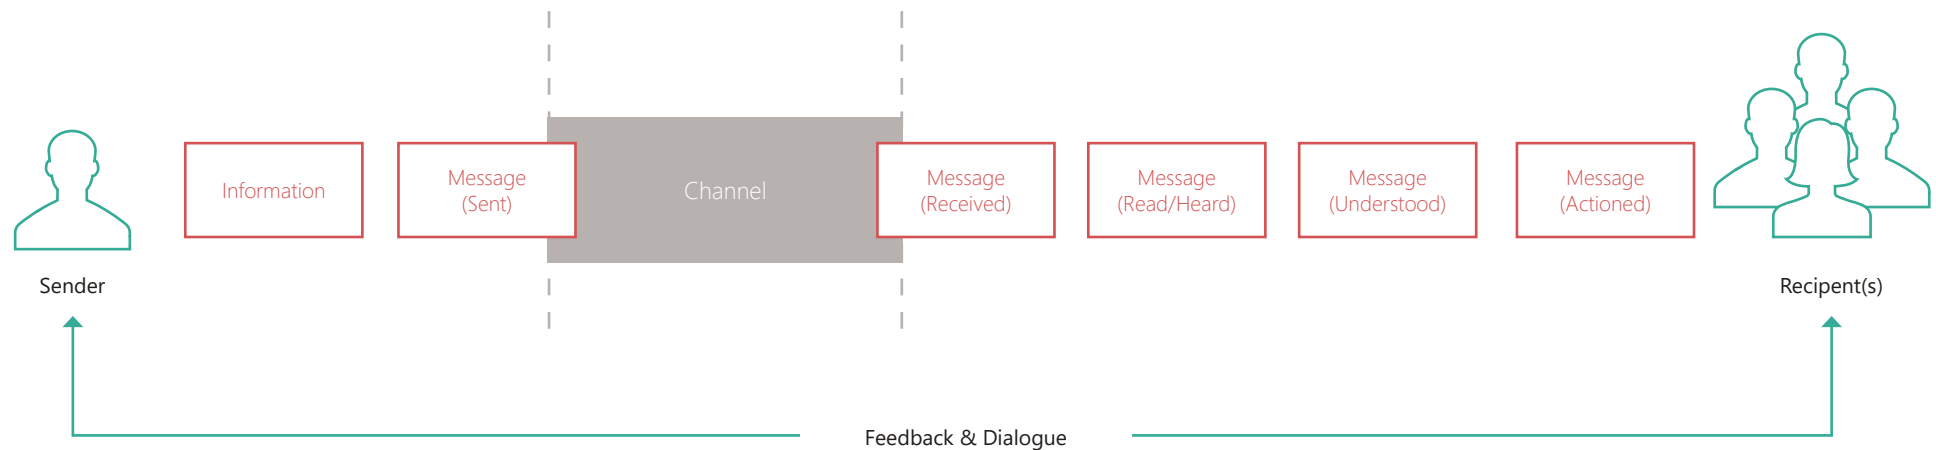 Information
Message
(Sent)
Channel
Message
(Received)
Message
(Read/Heard)
Message
(Understood)
Message
(Actioned)
Sender
Recipent(s)
Feedback & Dialogue